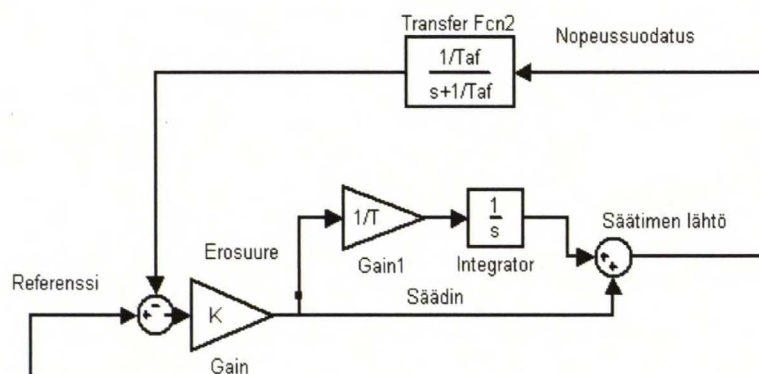 Transfer Fcn2
Nopeussuodatus
1/Taf
s+1/Taf
Säätimen lähtö
1/T
1
s
Erosuure
Gain1
Integrator
Referenssi
Säädin
K
Gain